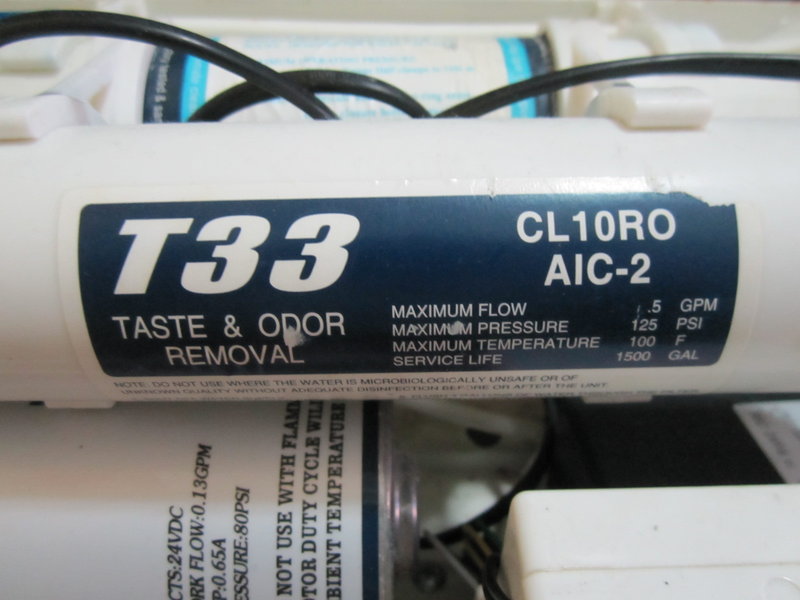 T33
TASTE & ODOR
REMOVAL
CL10RO
AIC-2
MAXIMUM FLOW .5 GPM
MAXIMUM PRESSURE 125 PSI
MAXIMUM TEMPERATURE 100 F
SERVICE LIFE 1500 GAL
NOTE: DO NOT USE WHERE THE WATER IS MICROBIOLOGICALLY UNSAFE OR OF
UNKNOWN QUALITY WITHOUT ADEQUATE DISINFECTION BEFORE OR AFTER THE UNIT.
CTS:24VDC
RK FLOW:0.13GPM
P:0.65A
ESSURE:80PSI
NOT USE WITH FLAM
TOR DUTY CYCLE WILL
BIENT TEMPERATURE